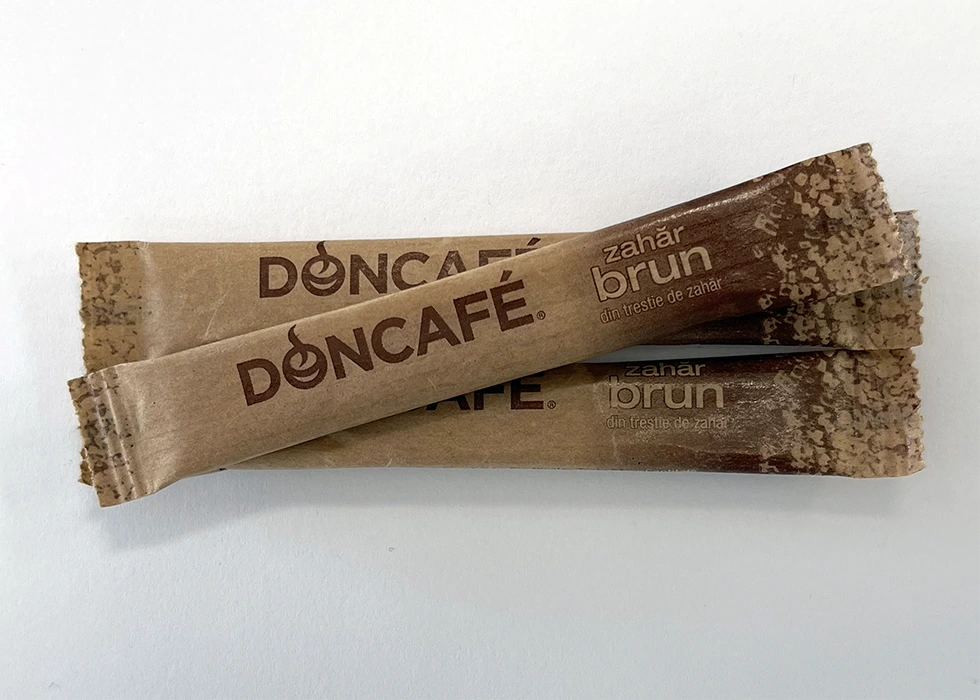 DONCAFÉ
DONCAFÉ®
zahăr
brun
din trestie de zahăr
CAFÉ®
zahăr
brun
din trestie de zahăr